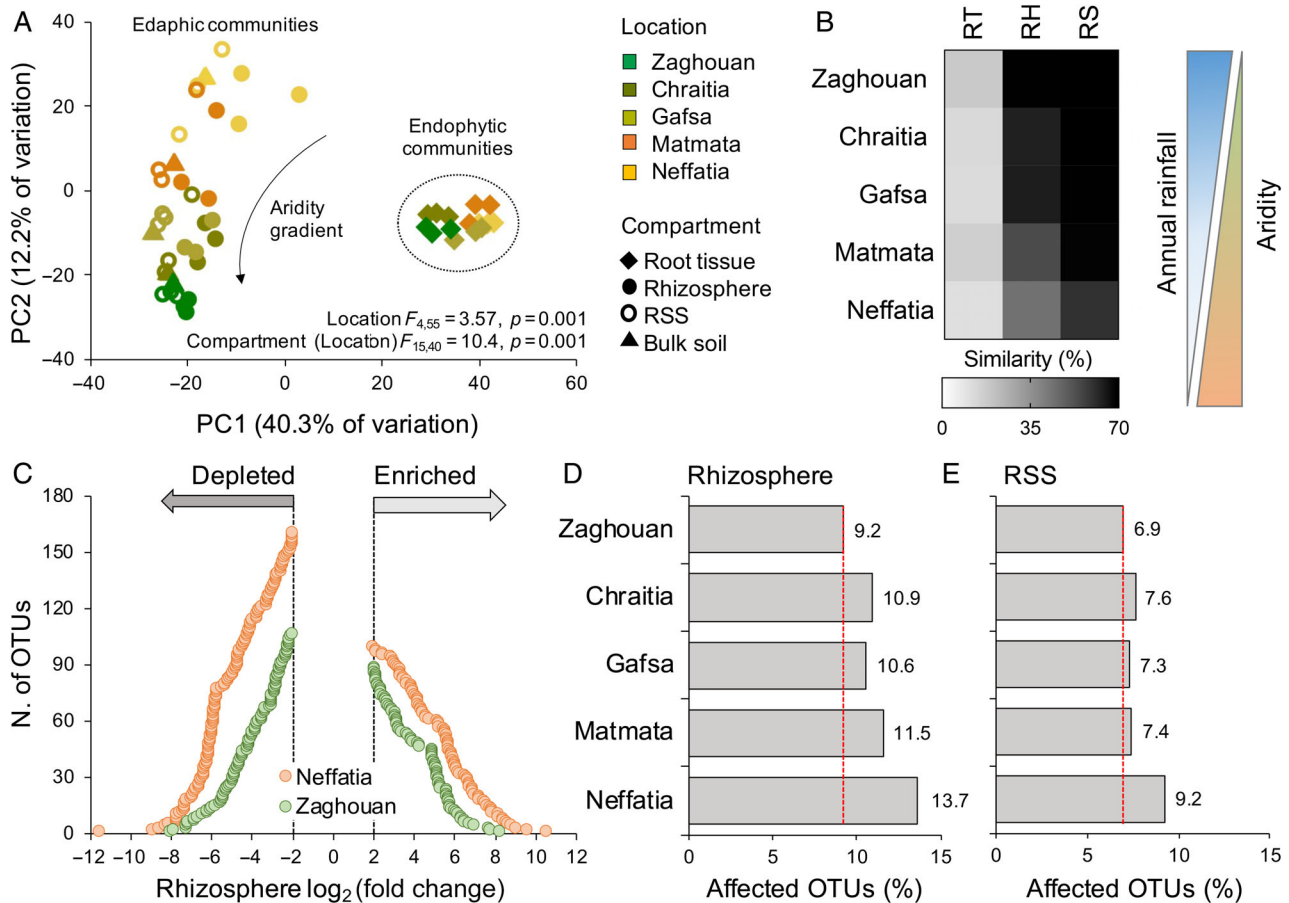 A
Edaphic communities
Endophytic
communities
Aridity
gradient
Location F4,55 = 3.57, p = 0.001
Compartment (Location) F15,40 = 10.4, p = 0.001
40
20
0
−20
−40
−40
−20
0
20
40
60
PC2 (12.2% of variation)
PC1 (40.3% of variation)
Location
Zaghouan
Chraitia
Gafsa
Matmata
Neffatia
Compartment
Root tissue
Rhizosphere
RSS
Bulk soil
B
RT
RH
RS
Zaghouan
Chraitia
Gafsa
Matmata
Neffatia
Similarity (%)
0
35
70
Annual rainfall
Aridity
C
Depleted
Enriched
180
150
120
90
60
30
0
N. of OTUs
Neffatia
Zaghouan
−12
−10
−8
−6
−4
−2
0
2
4
6
8
10
12
Rhizosphere log2 (fold change)
D
Rhizosphere
Zaghouan
9.2
Chraitia
10.9
Gafsa
10.6
Matmata
11.5
Neffatia
13.7
0
5
10
15
Affected OTUs (%)
E
RSS
6.9
7.6
7.3
7.4
9.2
0
5
10
15
Affected OTUs (%)